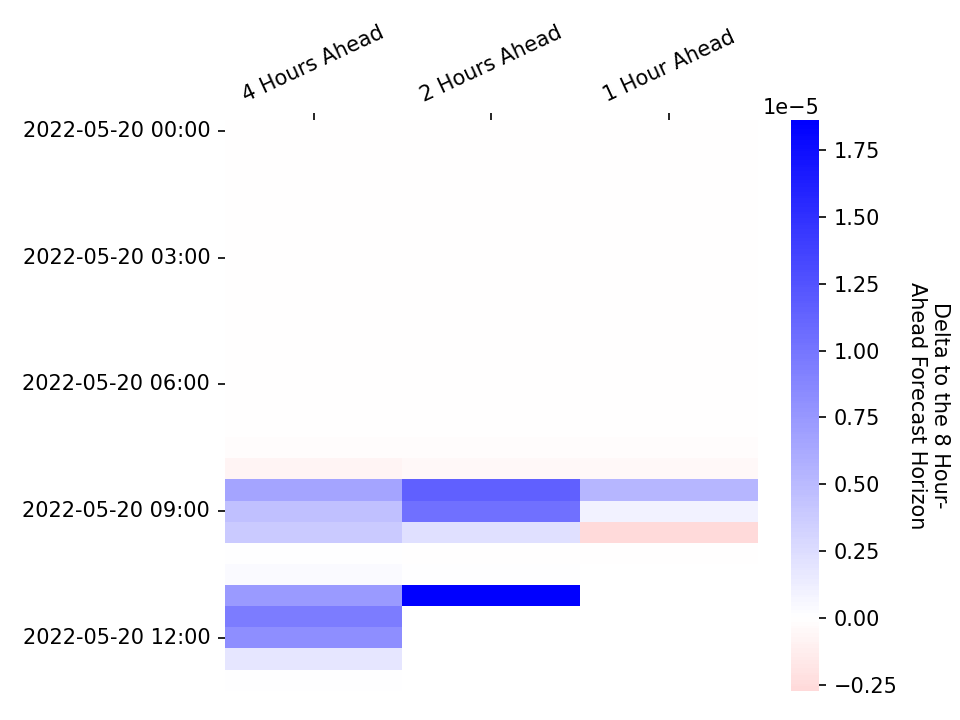 4 Hours Ahead
2 Hours Ahead
1 Hour Ahead
1e−5
2022-05-20 00:00
2022-05-20 03:00
2022-05-20 06:00
2022-05-20 09:00
2022-05-20 12:00
1.75
1.50
1.25
1.00
0.75
0.50
0.25
0.00
−0.25
Delta to the 8 Hour-
Ahead Forecast Horizon